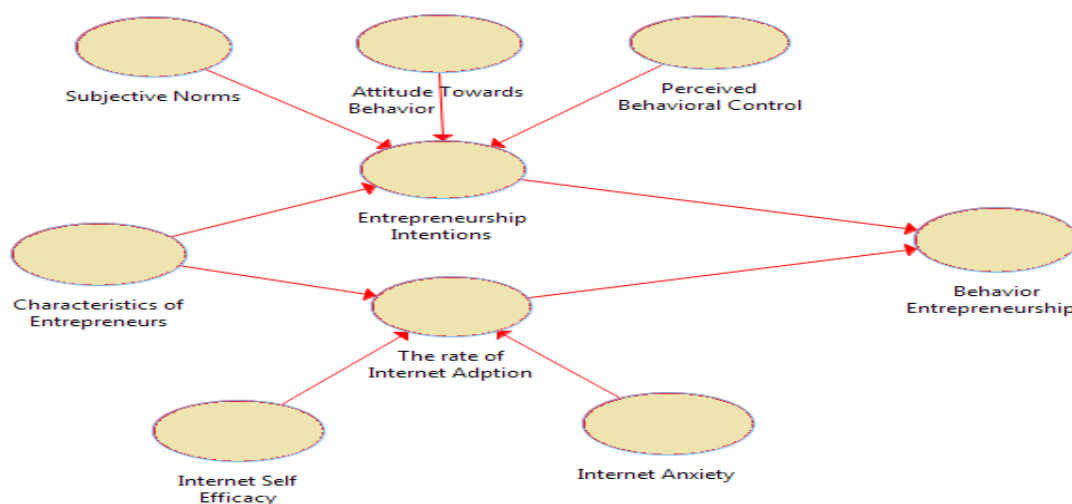 Subjective Norms
Attitude Towards
Behavior
Perceived
Behavioral Control
Entrepreneurship
Intentions
Characteristics of
Entrepreneurs
Behavior
Entrepreneurship
The rate of
Internet Adption
Internet Self
Efficacy
Internet Anxiety